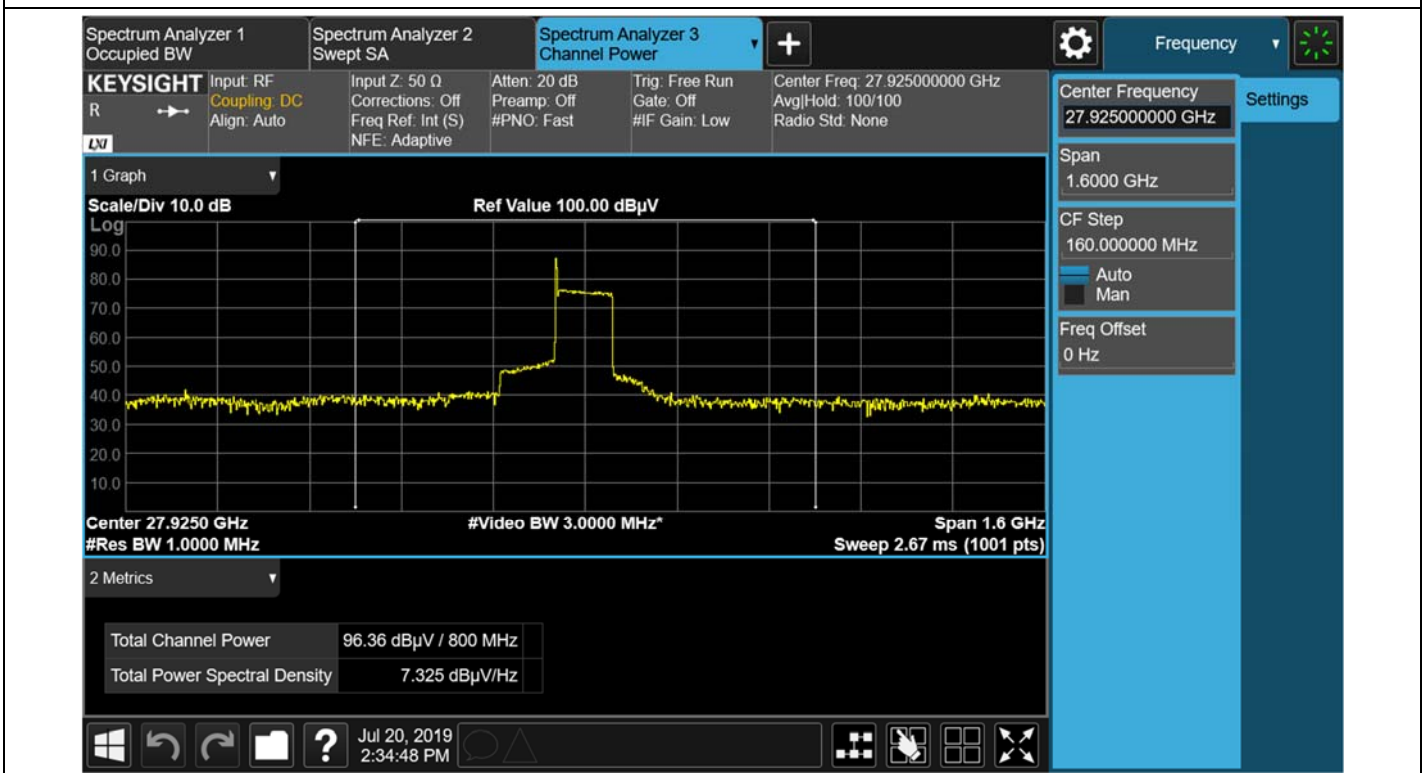 Spectrum Analyzer 1
Occupied BW
Spectrum Analyzer 2
Swept SA
Spectrum Analyzer 3
Channel Power
Frequency
KEYSIGHT
R
LXI
Input: RF
Coupling: DC
Align: Auto
Input Z: 50 Ω
Corrections: Off
Freq Ref: Int (S)
NFE: Adaptive
Atten: 20 dB
Preamp: Off
#PNO: Fast
Trig: Free Run
Gate: Off
#IF Gain: Low
Center Freq: 27.925000000 GHz
Avg|Hold: 100/100
Radio Std: None
Center Frequency
27.925000000 GHz
Settings
Span
1.6000 GHz
CF Step
160.000000 MHz
Auto
Man
Freq Offset
0 Hz
1 Graph
Scale/Div 10.0 dB
Ref Value 100.00 dBµV
Log
90.0
80.0
70.0
60.0
50.0
40.0
30.0
20.0
10.0
Center 27.9250 GHz
#Video BW 3.0000 MHz*
Span 1.6 GHz
#Res BW 1.0000 MHz
Sweep 2.67 ms (1001 pts)
2 Metrics
Total Channel Power 96.36 dBµV / 800 MHz
Total Power Spectral Density 7.325 dBµV/Hz
?
Jul 20, 2019
2:34:48 PM